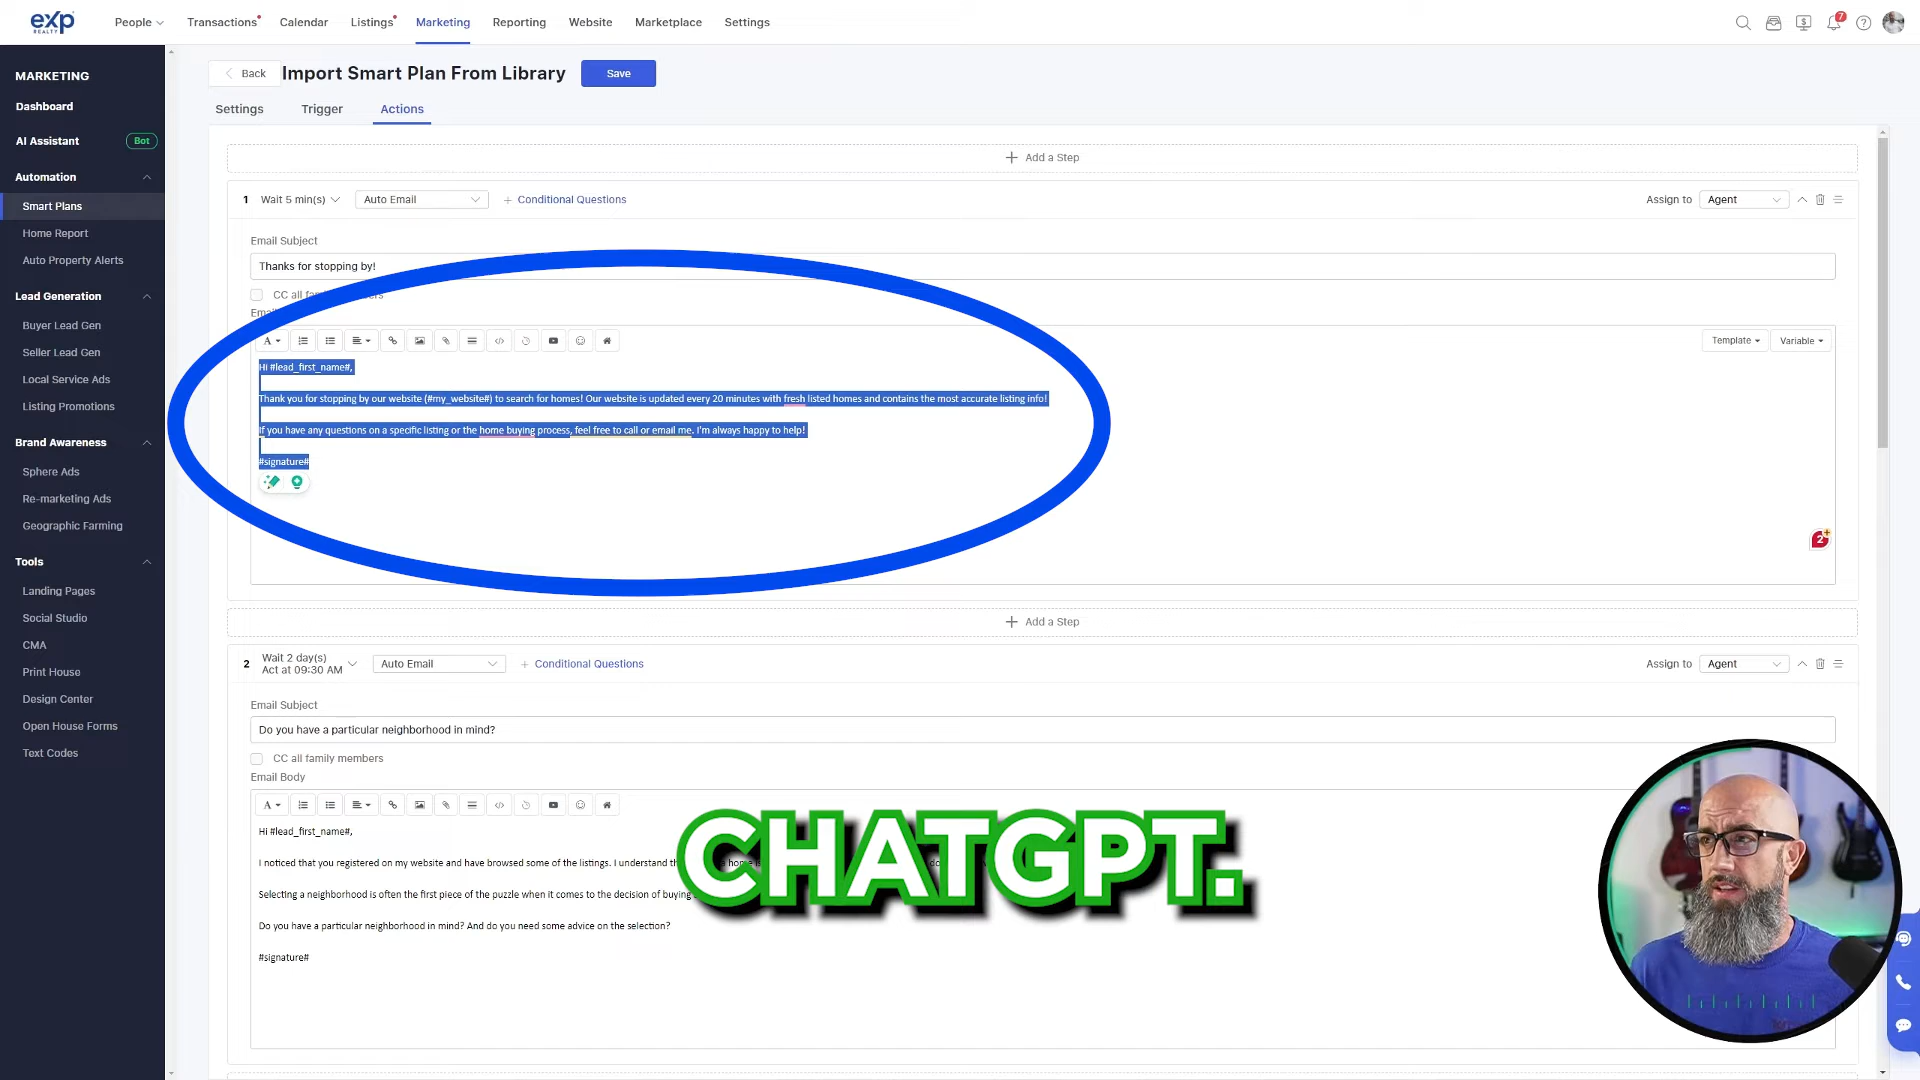 exp
REALTY
People
Transactions
Calendar
Listings
Marketing
Reporting
Website
Marketplace
Settings
7
MARKETING
Dashboard
AI Assistant
Bot
Automation
Smart Plans
Home Report
Auto Property Alerts
Lead Generation
Buyer Lead Gen
Seller Lead Gen
Local Service Ads
Listing Promotions
Brand Awareness
Sphere Ads
Re-marketing Ads
Geographic Farming
Tools
Landing Pages
Social Studio
CMA
Print House
Design Center
Open House Forms
Text Codes
Back
Import Smart Plan From Library
Save
Settings
Trigger
Actions
+ Add a Step
1 Wait 5 min(s)
Auto Email
+ Conditional Questions
Assign to
Agent
Email Subject
Thanks for stopping by!
CC all
Template
Variable
Hi #lead_first_name#,
Thank you for stopping by our website (#my_website#) to search for homes! Our website is updated every 20 minutes with fresh listed homes and contains the most accurate listing info!
If you have any questions on a specific listing or the home buying process, feel free to call or email me. I'm always happy to help!
#signature#
2
+ Add a Step
2 Wait 2 day(s)
Act at 09:30 AM
Auto Email
+ Conditional Questions
Assign to
Agent
Email Subject
Do you have a particular neighborhood in mind?
CC all family members
Email Body
Hi #lead_first_name#,
I noticed that you registered on my website and have browsed some of the listings. I understand
Selecting a neighborhood is often the first piece of the puzzle when it comes to the decision of buying
Do you have a particular neighborhood in mind? And do you need some advice on the selection?
#signature#
CHATGPT.